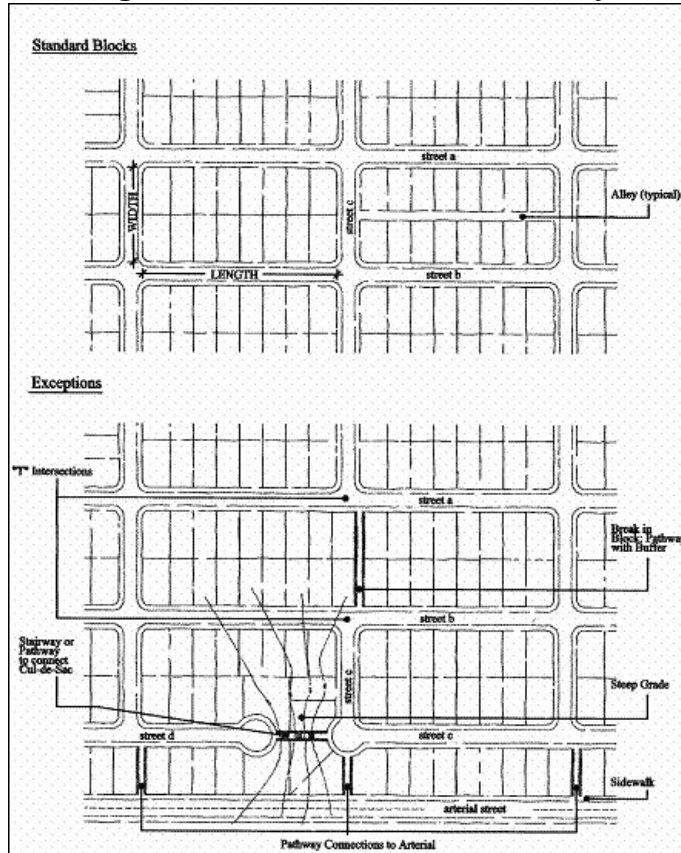 Standard Blocks
street a
Alley (typical)
WIDTH
street c
LENGTH
street b
Exceptions
"T" Intersections
street a
Break in
Block; Pathway
with Buffer
street b
Stairway or
Pathway
to connect
Cul-de-Sac
street c
Steep Grade
street d
street c
Sidewalk
arterial street
Pathway Connections to Arterial